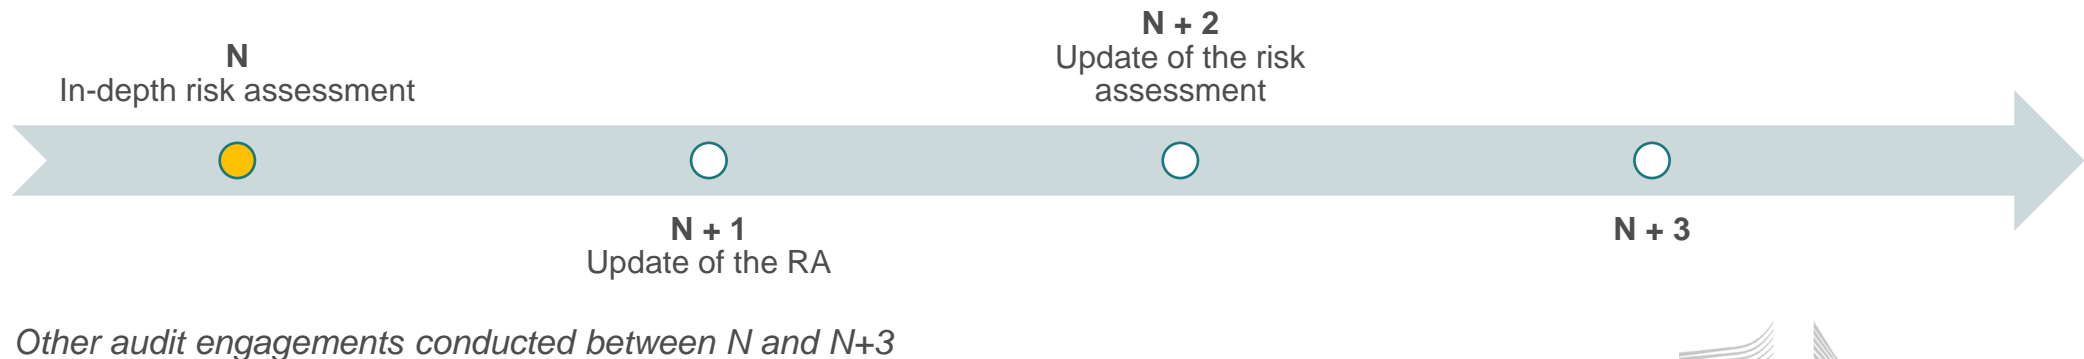 N
In-depth risk assessment
N + 1
Update of the RA
N + 2
Update of the risk
assessment
N + 3
Other audit engagements conducted between N and N+3